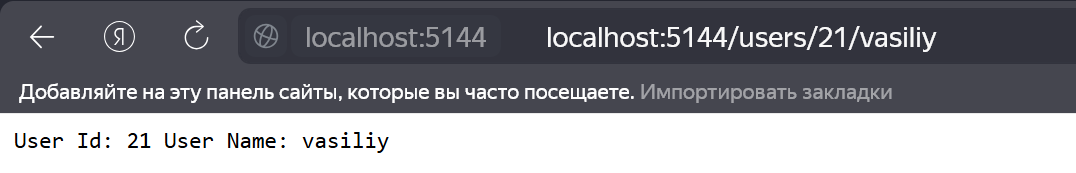 Я localhost:5144 localhost:5144/users/21/vasiliy
Добавляйте на эту панель сайты, которые вы часто посещаете. Импортировать закладки
User Id: 21 User Name: vasiliy